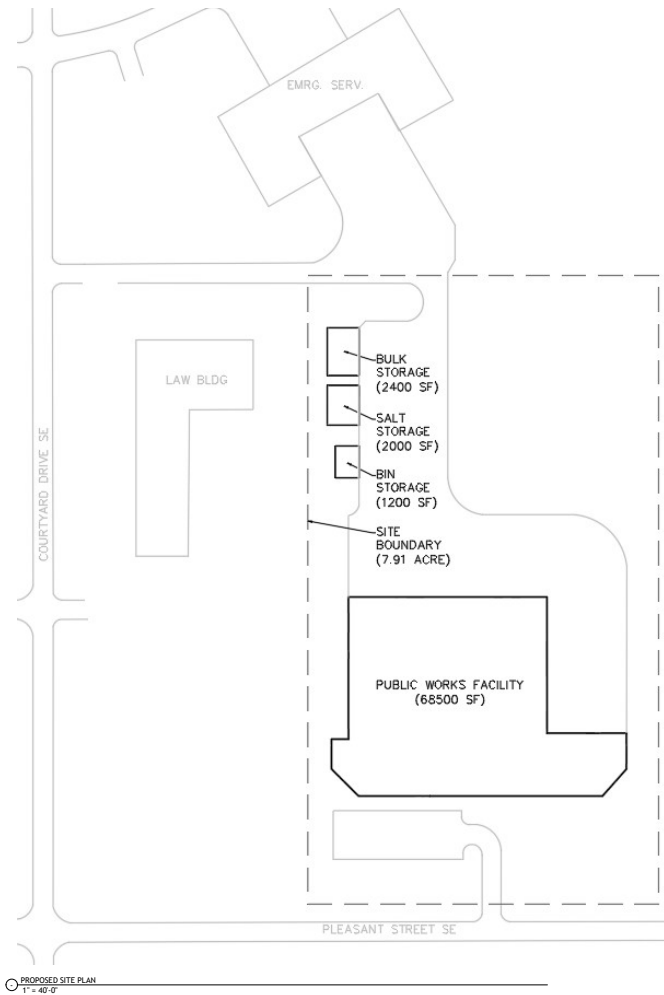 EMRG. SERV.
BULK
STORAGE
(2400 SF)
LAW BLDG
SALT
STORAGE
(2000 SF)
BIN
STORAGE
(1200 SF)
COURTYARD DRIVE SE
SITE
BOUNDARY
(7.91 ACRE)
PUBLIC WORKS FACILITY
(68500 SF)
PLEASANT STREET SE
PROPOSED SITE PLAN
1" = 40'-0"